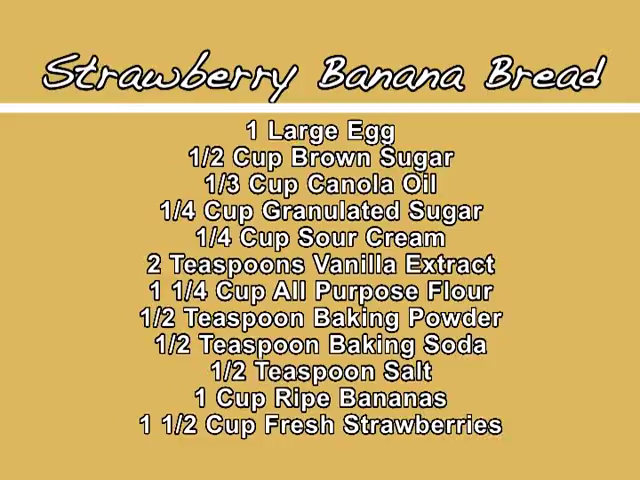 Strawberry Banana Bread
1 Large Egg
1/2 Cup Brown Sugar
1/3 Cup Canola Oil
1/4 Cup Granulated Sugar
1/4 Cup Sour Cream
2 Teaspoons Vanilla Extract
1 1/4 Cup All Purpose Flour
1/2 Teaspoon Baking Powder
1/2 Teaspoon Baking Soda
1/2 Teaspoon Salt
1 Cup Ripe Bananas
1 1/2 Cup Fresh Strawberries